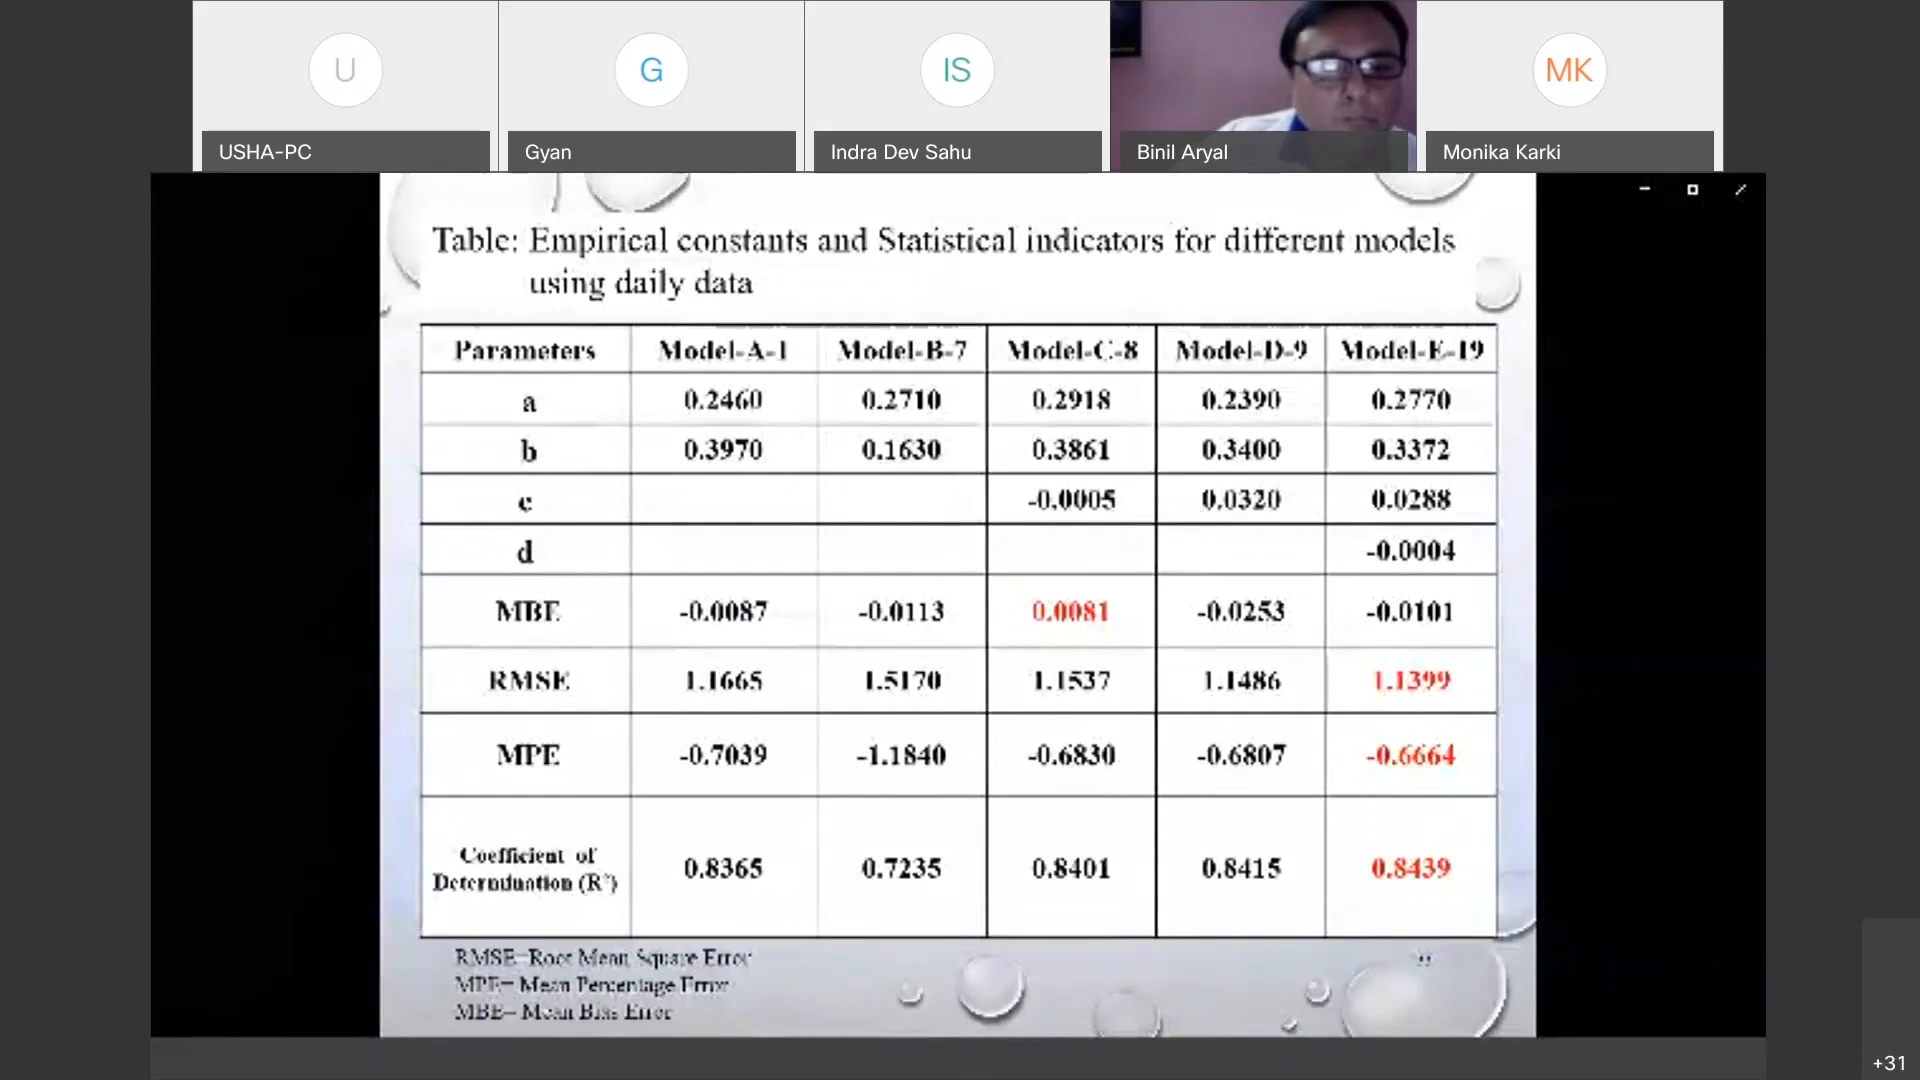 U
G
IS
MK
USHA-PC
Gyan
Indra Dev Sahu
Binil Aryal
Monika Karki
Table: Empirical constants and Statistical indicators for different models
using daily data
Parameters Model-A-1 Model-B-7 Model-C-8 Model-D-9 Model-E-19
a 0.2460 0.2710 0.2918 0.2390 0.2770
b 0.3970 0.1630 0.3861 0.3400 0.3372
c -0.0005 0.0320 0.0288
d -0.0004
MBE -0.0087 -0.0113 0.0081 -0.0253 -0.0101
RMSE 1.1665 1.5170 1.1537 1.1486 1.1399
MPE -0.7039 -1.1840 -0.6830 -0.6807 -0.6664
Coefficient of
Determination (R²) 0.8365 0.7235 0.8401 0.8415 0.8439
RMSE=Root Mean Square Error
MPE= Mean Percentage Error
MBE= Mean Bias Error
+31